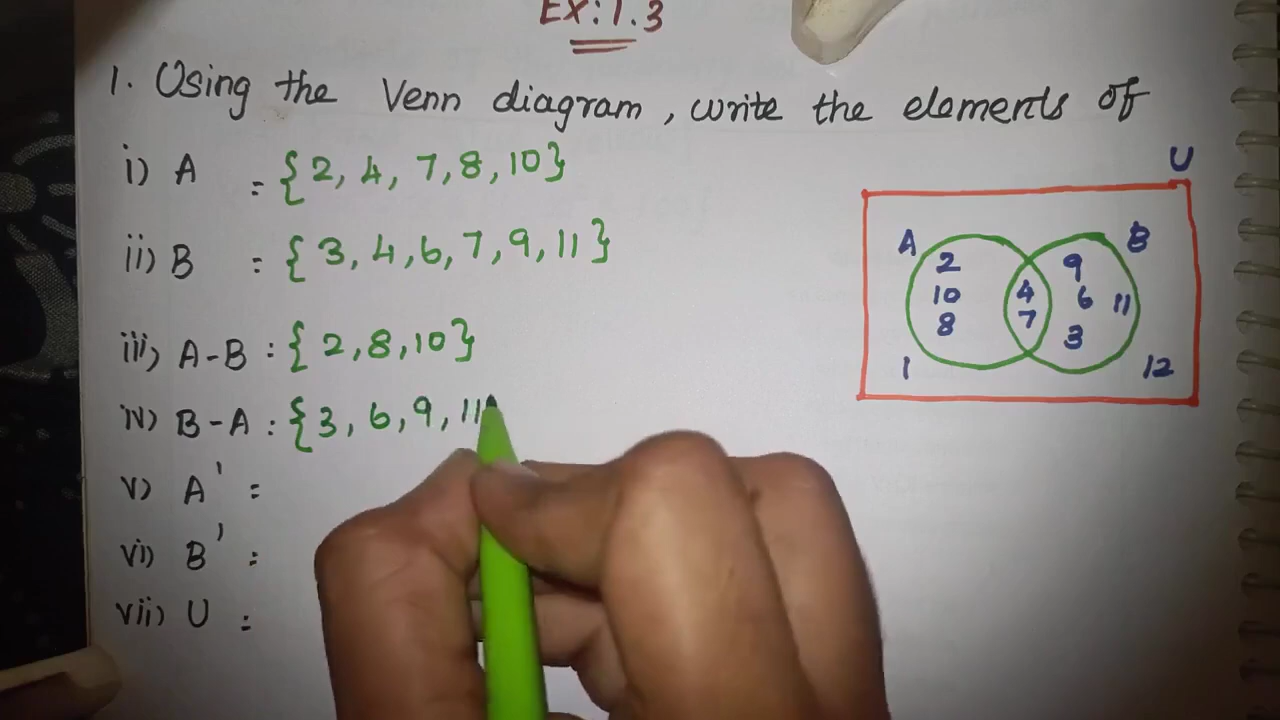 EX:1.3
1. Using the Venn diagram, write the elements of
i) A = {2, 4, 7, 8, 10}
ii) B = {3, 4, 6, 7, 9, 11}
iii) A-B : {2, 8, 10}
iv) B-A : {3, 6, 9, 11
v) A' =
vi) B' =
vii) U =
U
A B
2 9
10 4 6 11
8 7 3
1 12